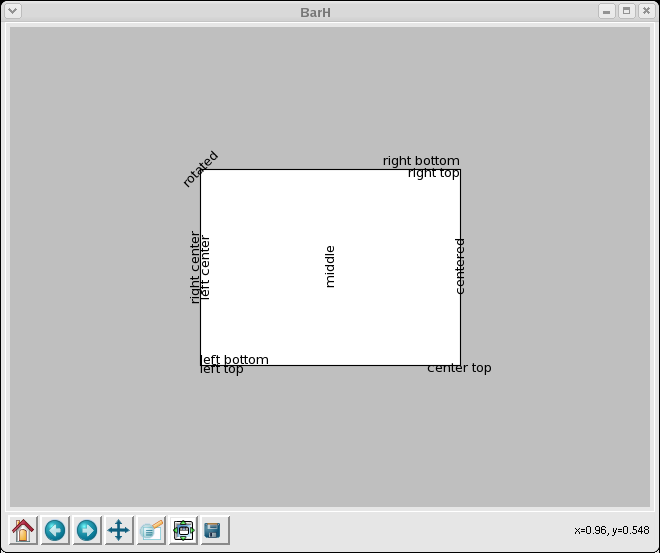 BarH
rotated
right bottom
right top
right center
left center
middle
centered
left bottom
left top
center top
x=0.96, y=0.548